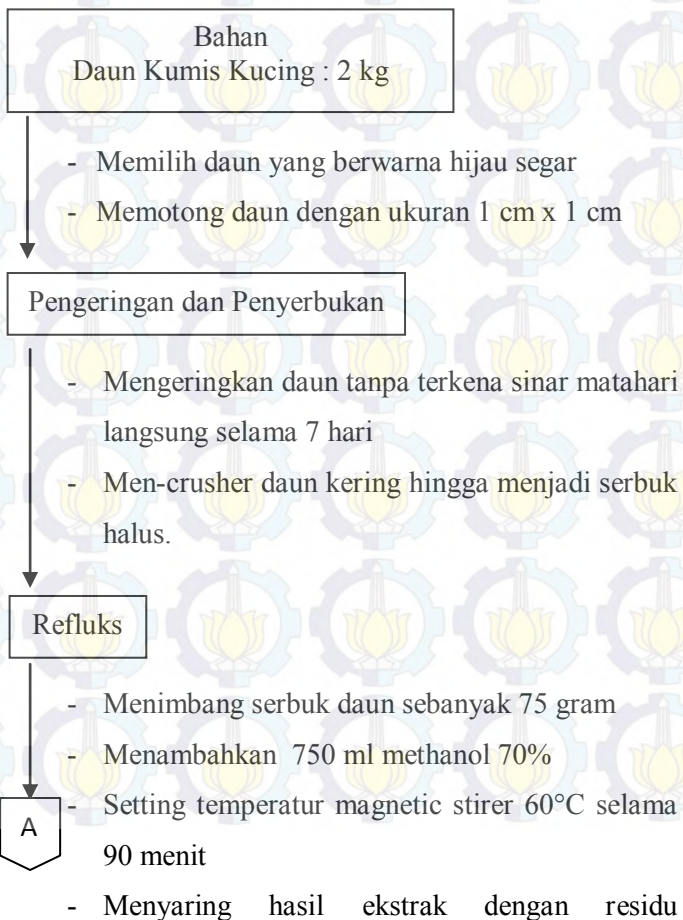 Bahan
Daun Kumis Kucing : 2 kg
- Memilih daun yang berwarna hijau segar
- Memotong daun dengan ukuran 1 cm x 1 cm
Pengeringan dan Penyerbukan
- Mengeringkan daun tanpa terkena sinar matahari
langsung selama 7 hari
- Men-crusher daun kering hingga menjadi serbuk
halus.
Refluks
- Menimbang serbuk daun sebanyak 75 gram
- Menambahkan 750 ml methanol 70%
- Setting temperatur magnetic stirer 60°C selama
90 menit
A
- Menyaring hasil ekstrak dengan residu